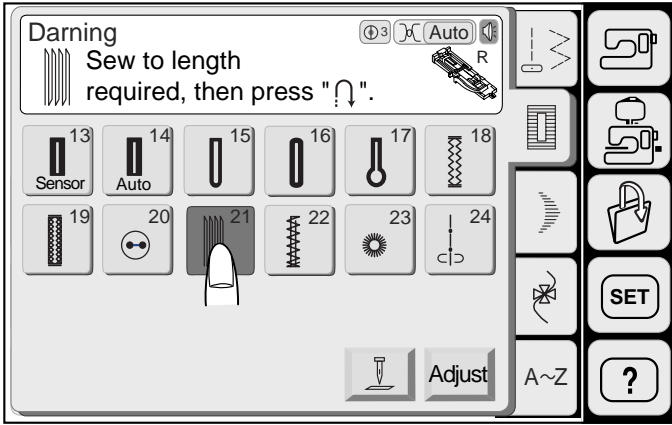 Darning
3 Auto
Sew to length R
required, then press " ".
13 14 15 16 17 18
Sensor Auto
19 20 21 22 23 24
SET
Adjust A~Z ?